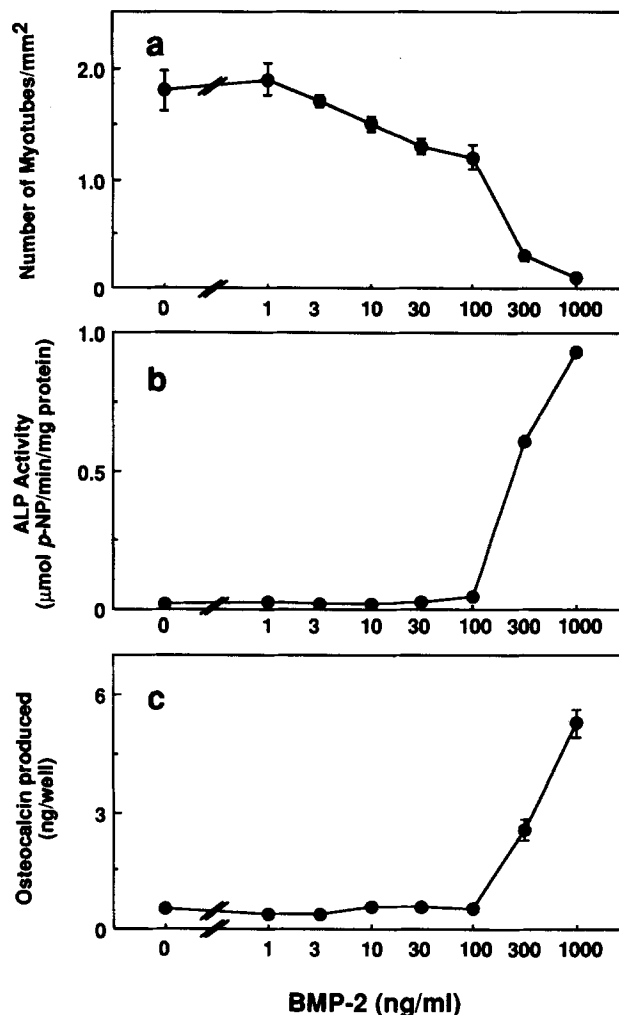 a
Number of Myotubes/mm²
2.0
1.0
0
0 1 3 10 30 100 300 1000
b
ALP Activity
(µmol p-NP/min/mg protein)
1.0
0.5
0
0 1 3 10 30 100 300 1000
c
Osteocalcin produced
(ng/well)
6
3
0
0 1 3 10 30 100 300 1000
BMP-2 (ng/ml)